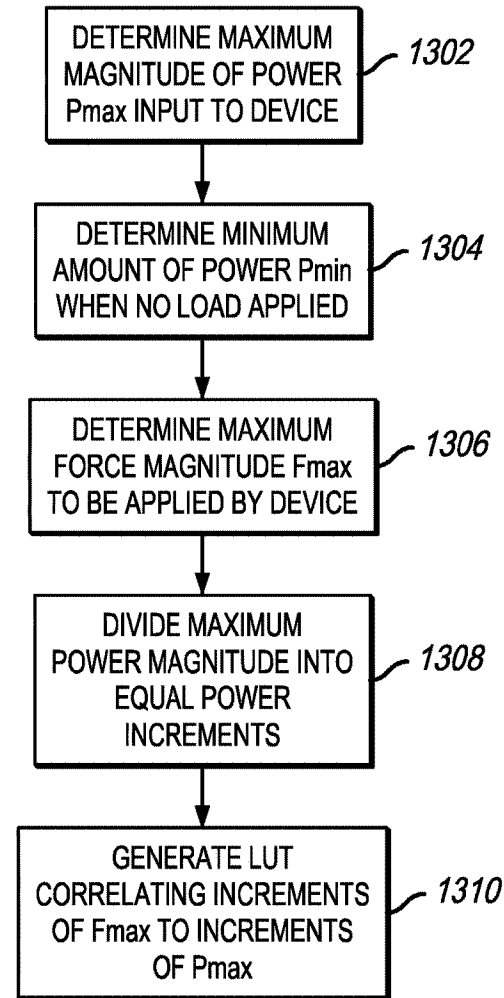 DETERMINE MAXIMUM
MAGNITUDE OF POWER
Pmax INPUT TO DEVICE
1302
DETERMINE MINIMUM
AMOUNT OF POWER Pmin
WHEN NO LOAD APPLIED
1304
DETERMINE MAXIMUM
FORCE MAGNITUDE Fmax
TO BE APPLIED BY DEVICE
1306
DIVIDE MAXIMUM
POWER MAGNITUDE INTO
EQUAL POWER
INCREMENTS
1308
GENERATE LUT
CORRELATING INCREMENTS
OF Fmax TO INCREMENTS
OF Pmax
1310